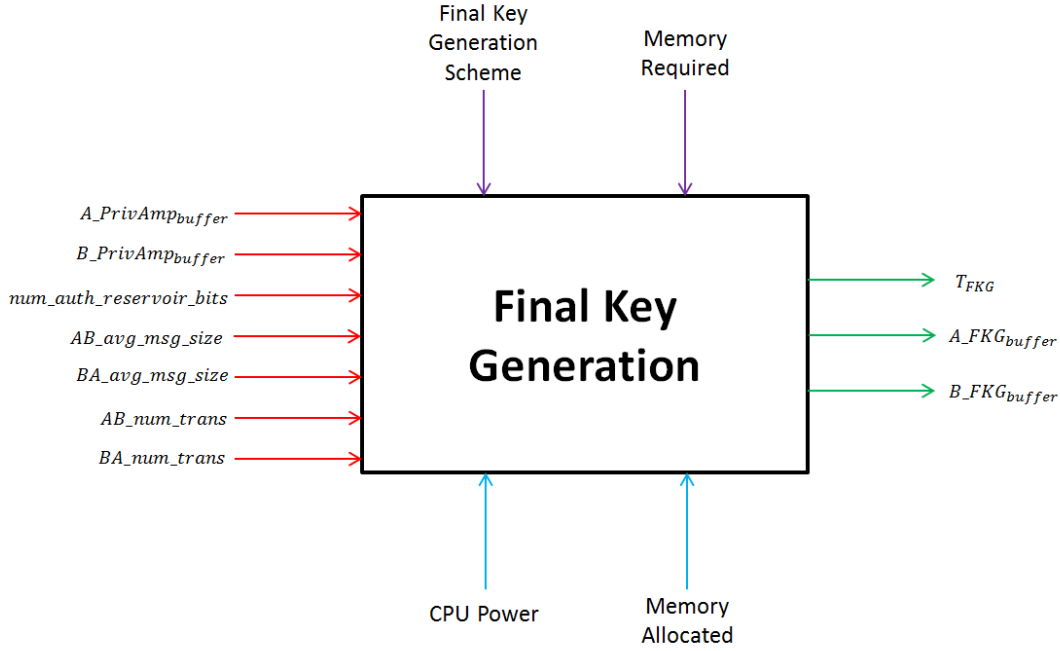 Final Key
Generation
Scheme
Memory
Required
A_PrivAmp_buffer
B_PrivAmp_buffer
num_auth_reservoir_bits
AB_avg_msg_size
BA_avg_msg_size
AB_num_trans
BA_num_trans
Final Key
Generation
T_FKG
A_FKG_buffer
B_FKG_buffer
CPU Power
Memory
Allocated